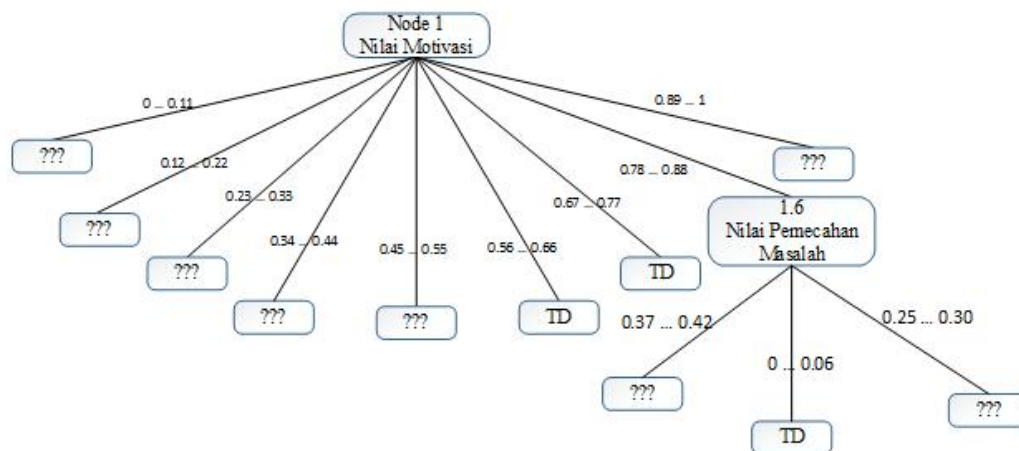 Node 1
Nilai Motivasi
0 ... 0.11
0.89 ... 1
???
0.12 ... 0.22
0.78 ... 0.88
???
???
0.23 ... 0.33
0.67 ... 0.77
1.6
Nilai Pemecahan
Masalah
0.34 ... 0.44
0.45 ... 0.55
0.56 ... 0.66
???
TD
???
???
TD
0.37 ... 0.42
0.25 ... 0.30
0 ... 0.06
???
???
TD